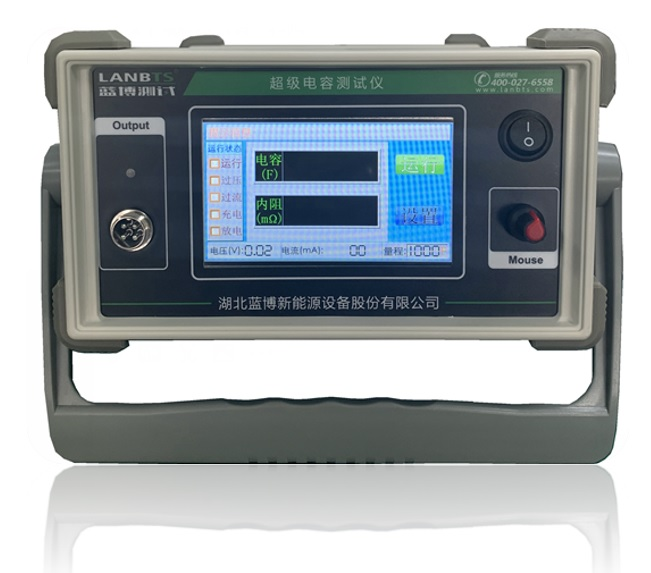 LANBTS
蓝博测试
超级电容测试仪
400-027-6558
www.lanbts.com
Output
运行状态
运行
过压
过流
充电
放电
电容
(F)
内阻
(mΩ)
运行
电压(V):0.02 电流(mA): 00 量程:1000
Mouse
湖北蓝博新能源设备股份有限公司